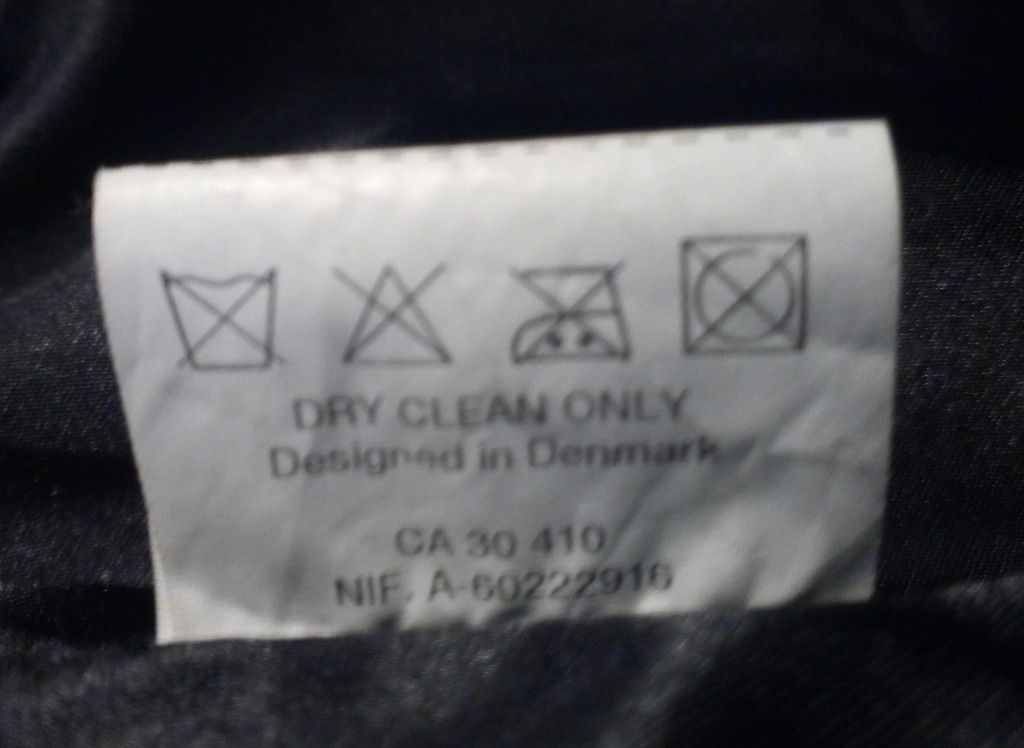 DRY CLEAN ONLY
Designed in Denmark
CA 30 410
NIF. A-60222916